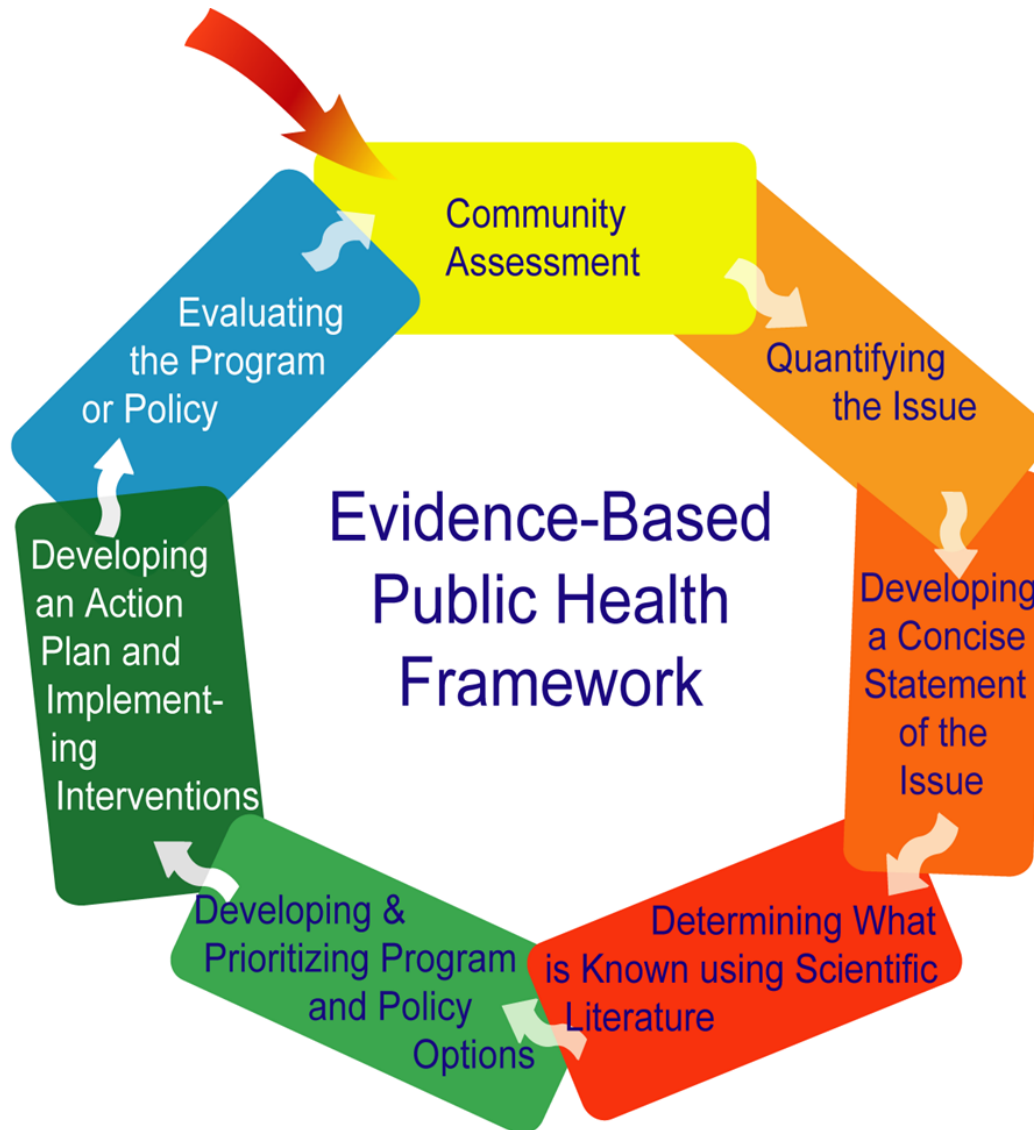 Community
Assessment
Quantifying
the Issue
Developing
a Concise
Statement
of the
Issue
Determining What
is Known using Scientific
Literature
Developing &
Prioritizing Program
and Policy
Options
Developing
an Action
Plan and
Implement-
ing
Interventions
Evaluating
the Program
or Policy
Evidence-Based
Public Health
Framework